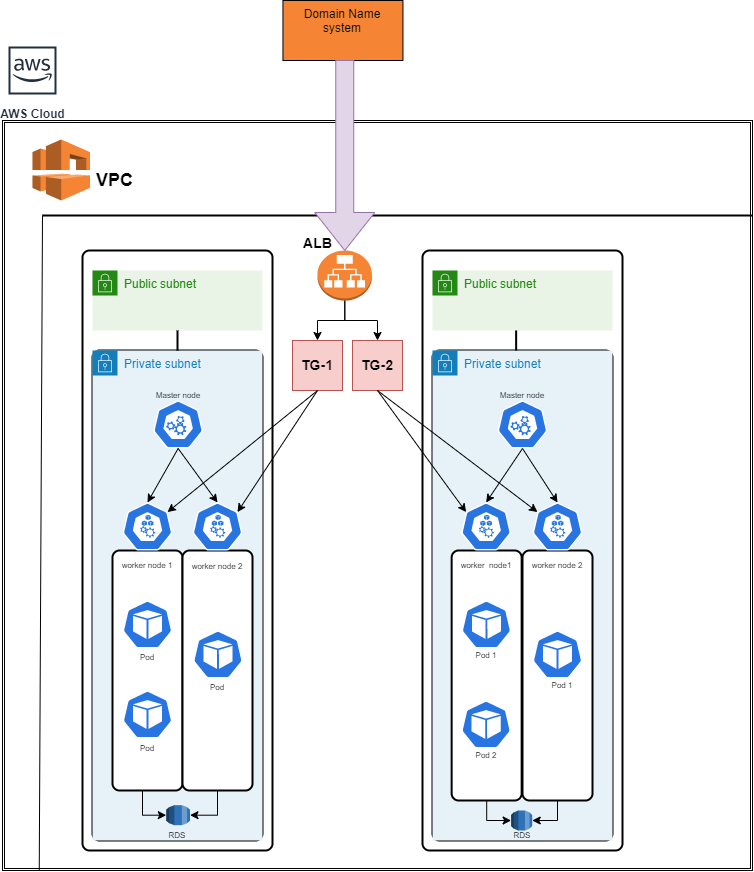 Domain Name
system
aws
AWS Cloud
VPC
ALB
Public subnet
Public subnet
TG-1
TG-2
Private subnet
Private subnet
Master node
Master node
worker node 1
worker node 2
worker node1
worker node 2
Pod
Pod
Pod
Pod 1
Pod 1
Pod 2
RDS
RDS